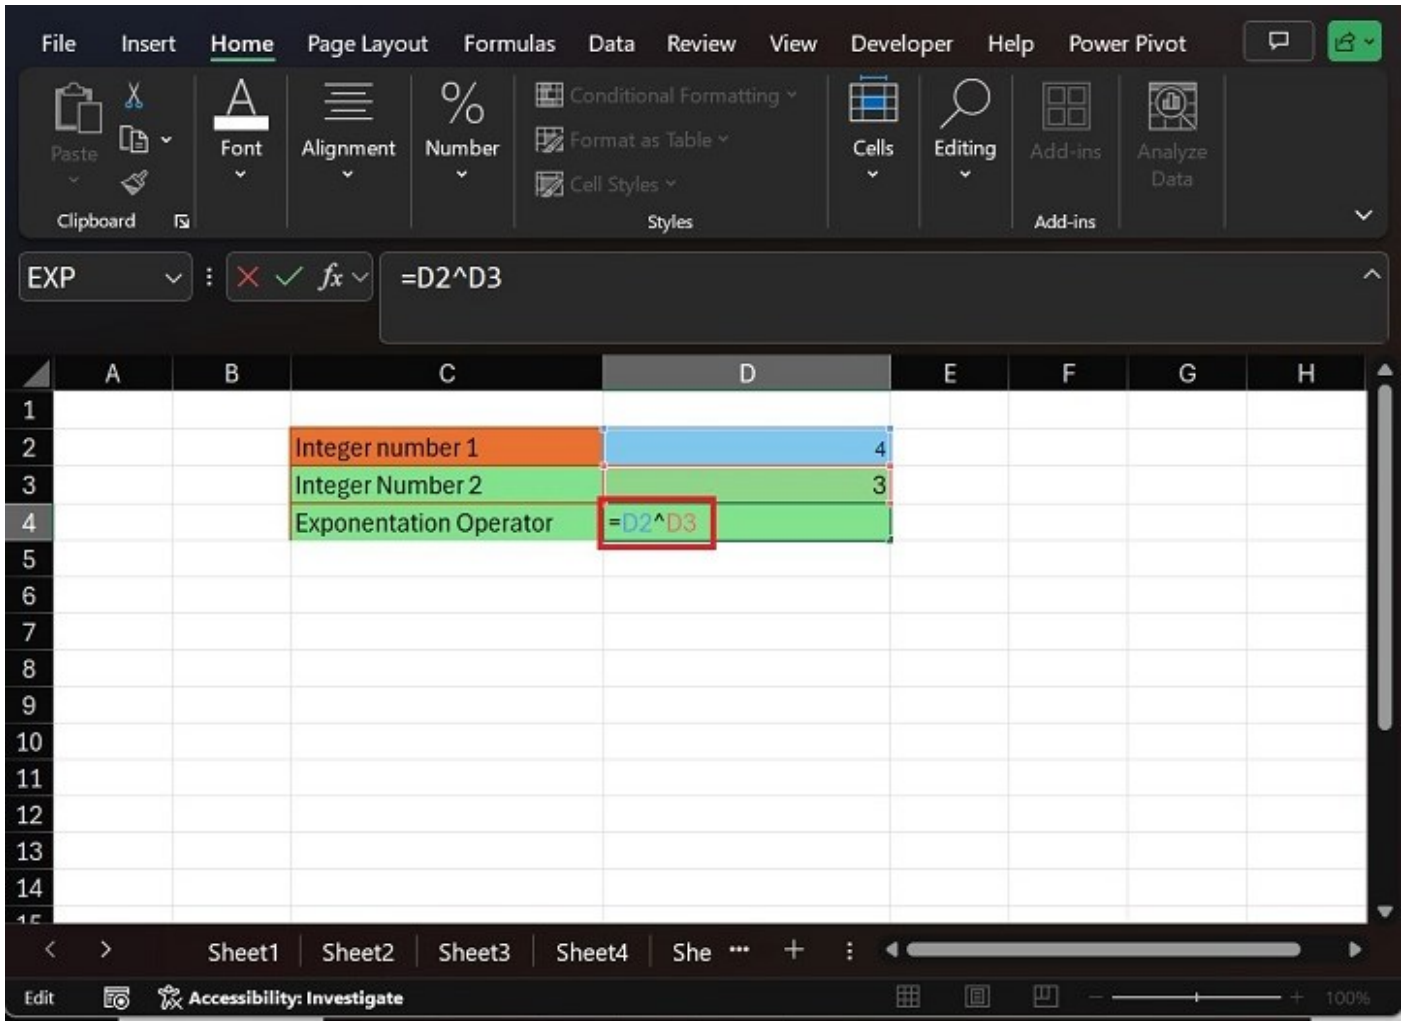 File Insert Home Page Layout Formulas Data Review View Developer Help Power Pivot
Paste
Clipboard
Font
Alignment
%
Number
Conditional Formatting
Format as Table
Cell Styles
Styles
Cells
Editing
Add-ins
Add-ins
Analyze
Data
EXP fx =D2^D3
A B C D E F G H
1
2 Integer number 1 4
3 Integer Number 2 3
4 Exponentation Operator =D2^D3
5
6
7
8
9
10
11
12
13
14
15
Sheet1 Sheet2 Sheet3 Sheet4 She ...
Edit Accessibility: Investigate 100%